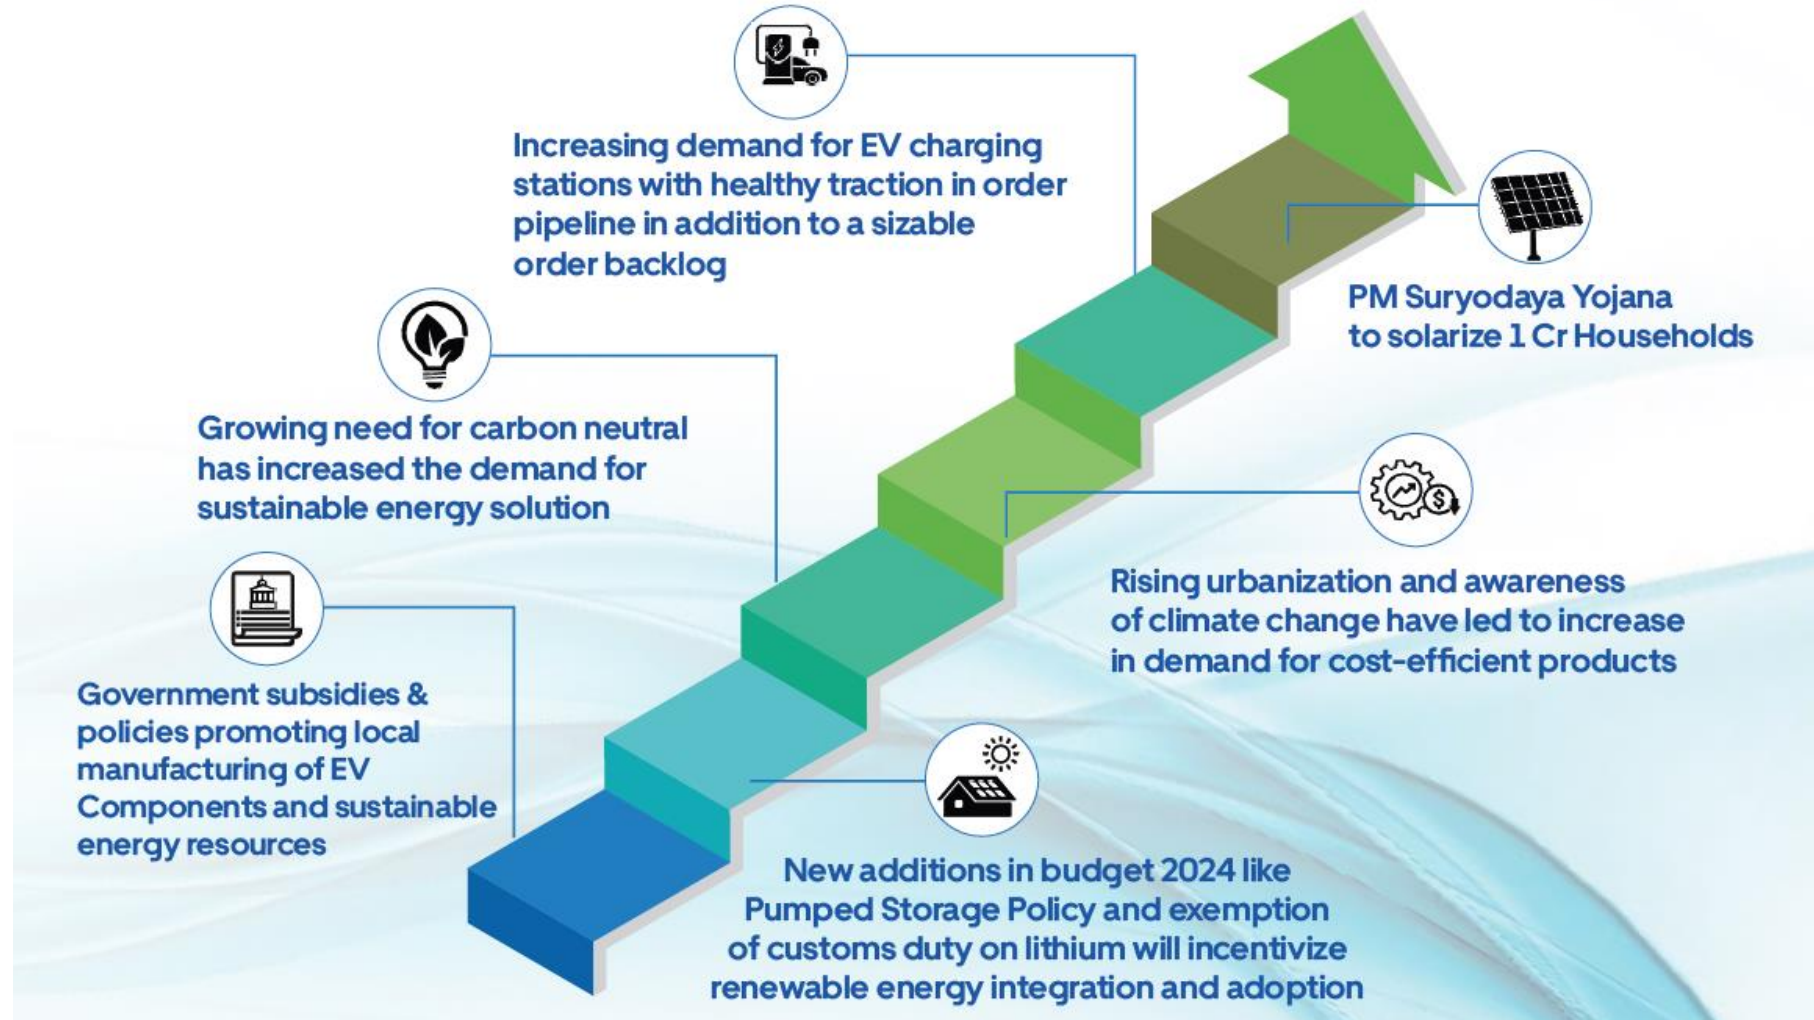 Increasing demand for EV charging
stations with healthy traction in order
pipeline in addition to a sizable
order backlog
PM Suryodaya Yojana
to solarize 1 Cr Households
Growing need for carbon neutral
has increased the demand for
sustainable energy solution
Rising urbanization and awareness
of climate change have led to increase
in demand for cost-efficient products
Government subsidies &
policies promoting local
manufacturing of EV
Components and sustainable
energy resources
New additions in budget 2024 like
Pumped Storage Policy and exemption
of customs duty on lithium will incentivize
renewable energy integration and adoption